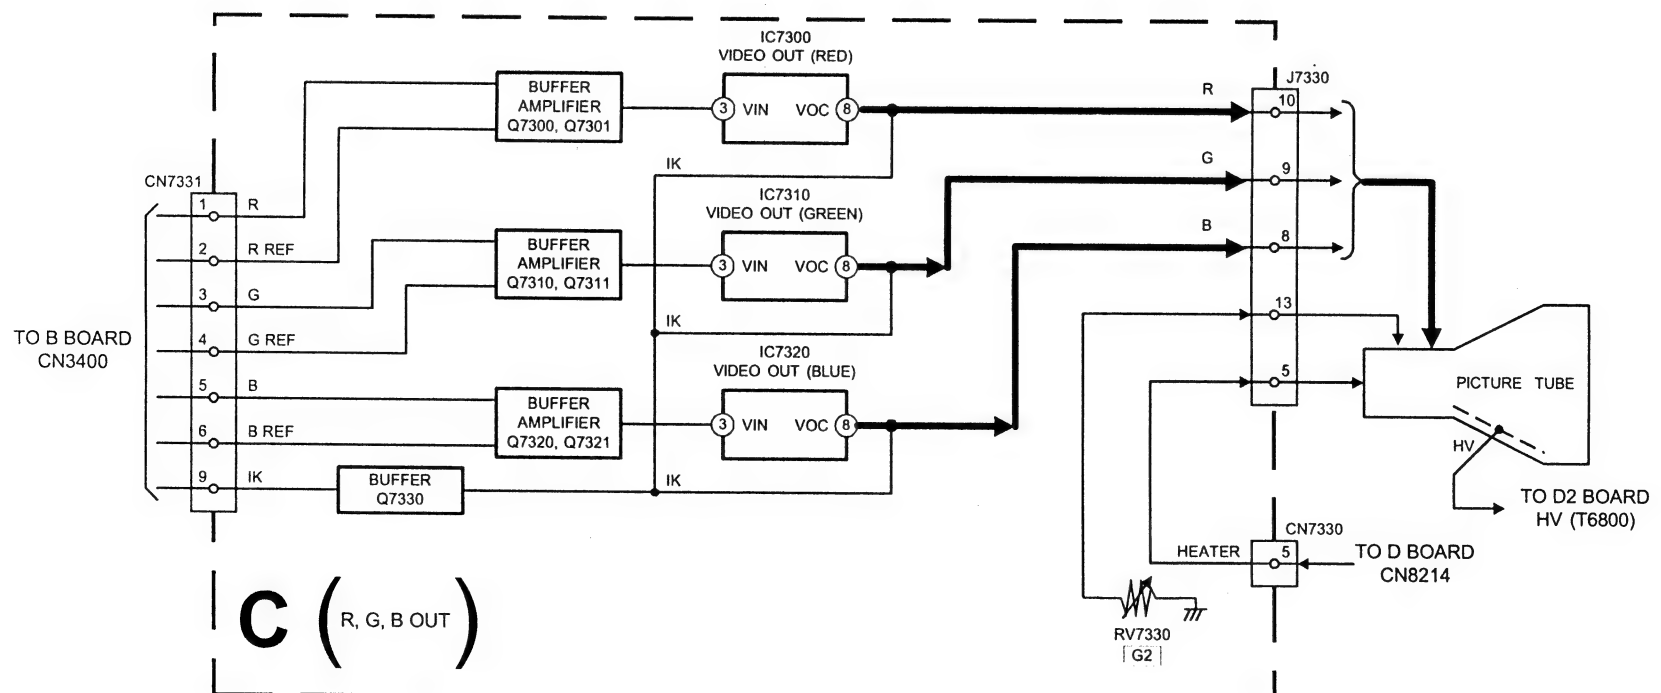 IC7300
VIDEO OUT (RED)
BUFFER
AMPLIFIER
Q7300, Q7301
3 VIN VOC 8
R
J7330
10
IK
G
9
CN7331
IC7310
VIDEO OUT (GREEN)
1 R
B
8
2 R REF
BUFFER
AMPLIFIER
Q7310, Q7311
3 VIN VOC 8
3 G
13
TO B BOARD
CN3400
4 G REF
IK
IC7320
VIDEO OUT (BLUE)
5 B
5
PICTURE TUBE
BUFFER
AMPLIFIER
Q7320, Q7321
3 VIN VOC 8
6 B REF
HV
9 IK
BUFFER
Q7330
IK
TO D2 BOARD
HV (T6800)
CN7330
HEATER
5
TO D BOARD
CN8214
C (R, G, B OUT)
RV7330
G2